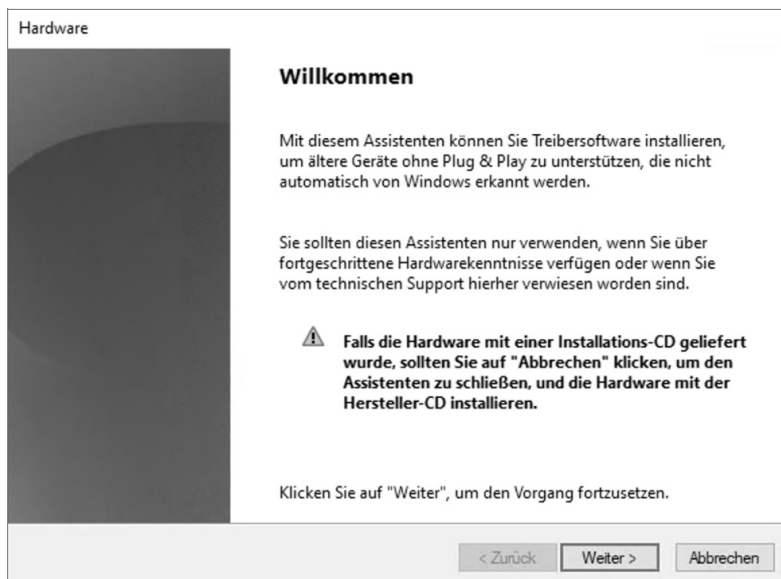 Hardware
Willkommen
Mit diesem Assistenten können Sie Treibersoftware installieren,
um ältere Geräte ohne Plug & Play zu unterstützen, die nicht
automatisch von Windows erkannt werden.
Sie sollten diesen Assistenten nur verwenden, wenn Sie über
fortgeschrittene Hardwarekenntnisse verfügen oder wenn Sie
vom technischen Support hierher verwiesen worden sind.
Falls die Hardware mit einer Installations-CD geliefert
wurde, sollten Sie auf "Abbrechen" klicken, um den
Assistenten zu schließen, und die Hardware mit der
Hersteller-CD installieren.
Klicken Sie auf "Weiter", um den Vorgang fortzusetzen.
< Zurück Weiter > Abbrechen